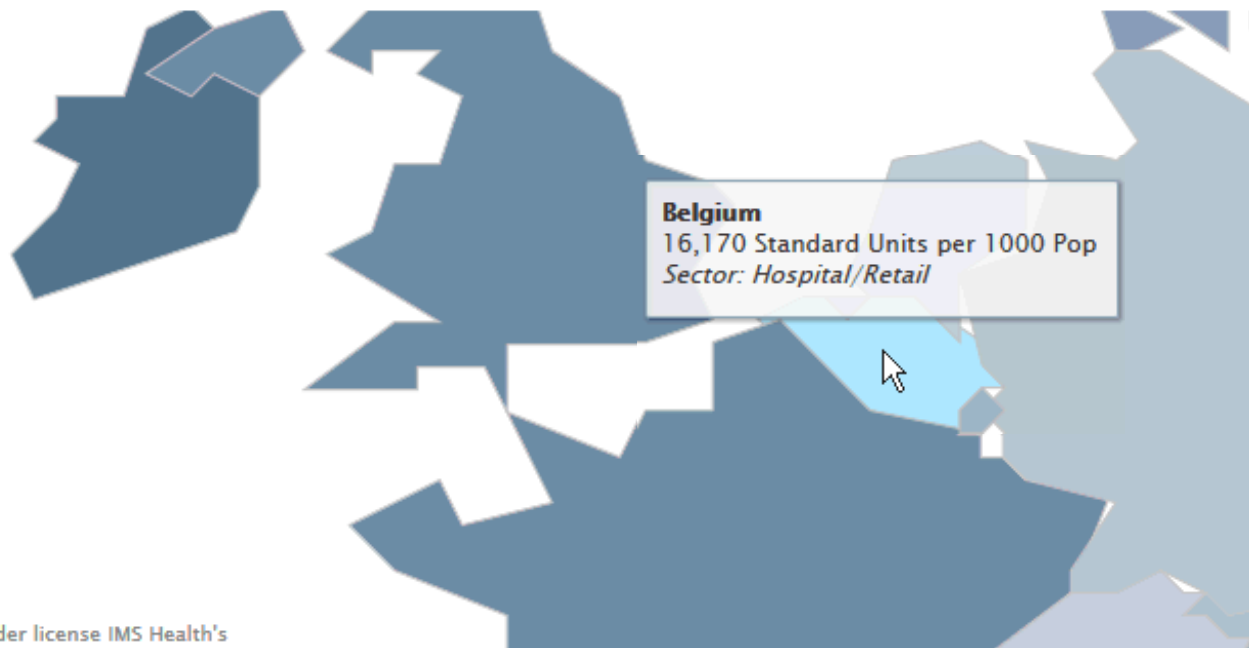 Belgium
16,170 Standard Units per 1000 Pop
Sector: Hospital/Retail
der license IMS Health's